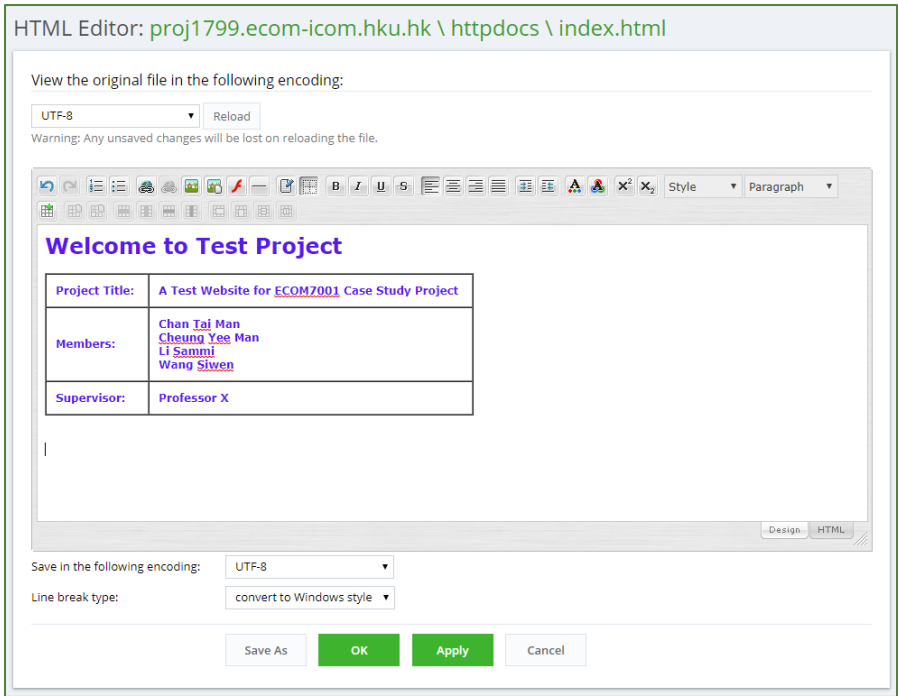 HTML Editor: proj1799.ecom-icom.hku.hk \ httpdocs \ index.html
View the original file in the following encoding:
UTF-8 Reload
Warning: Any unsaved changes will be lost on reloading the file.
B I U S X² X₂ Style Paragraph
Welcome to Test Project
Project Title: A Test Website for ECOM7001 Case Study Project
Members: Chan Tai Man
Cheung Yee Man
Li Sammi
Wang Siwen
Supervisor: Professor X
Design HTML
Save in the following encoding: UTF-8
Line break type: convert to Windows style
Save As OK Apply Cancel